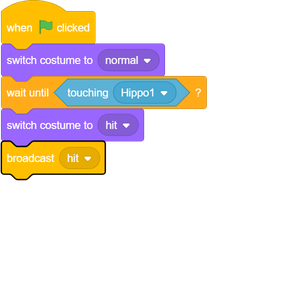 when clicked
switch costume to normal
wait until touching Hippo1 ?
switch costume to hit
broadcast hit